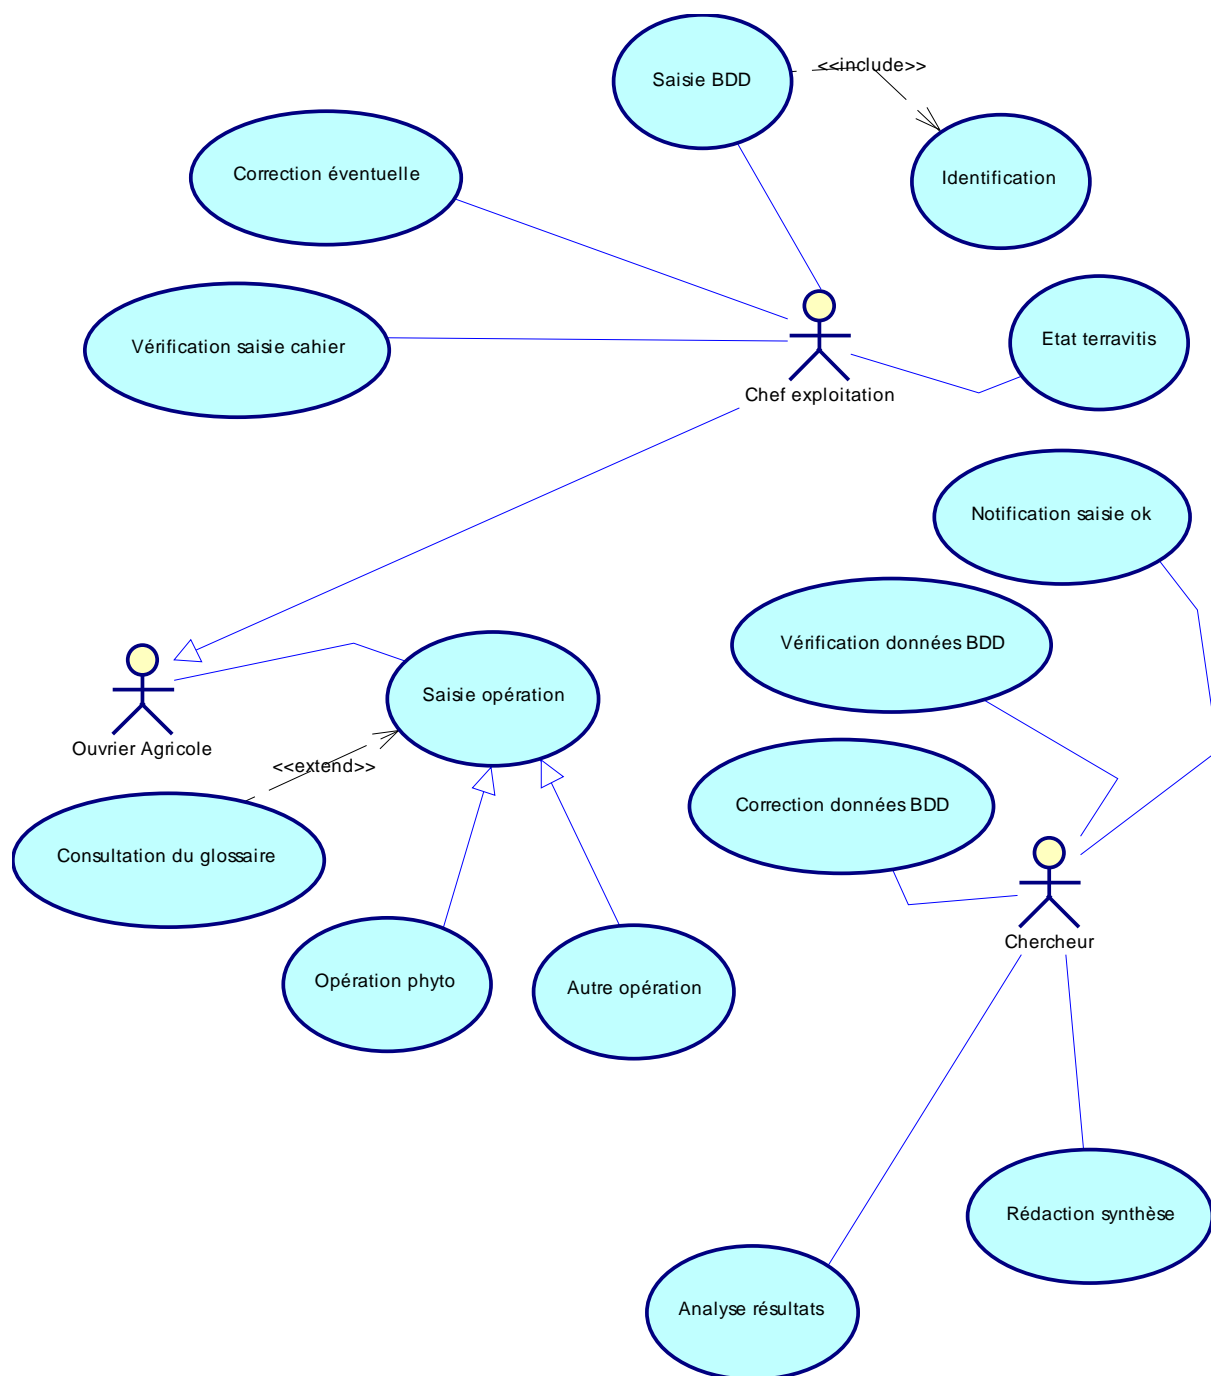 Saisie BDD
<<include>>
Correction éventuelle
Identification
Vérification saisie cahier
Etat terravitis
Chef exploitation
Notification saisie ok
Vérification données BDD
Saisie opération
Ouvrier Agricole
<<extend>>
Correction données BDD
Consultation du glossaire
Chercheur
Opération phyto
Autre opération
Rédaction synthèse
Analyse résultats